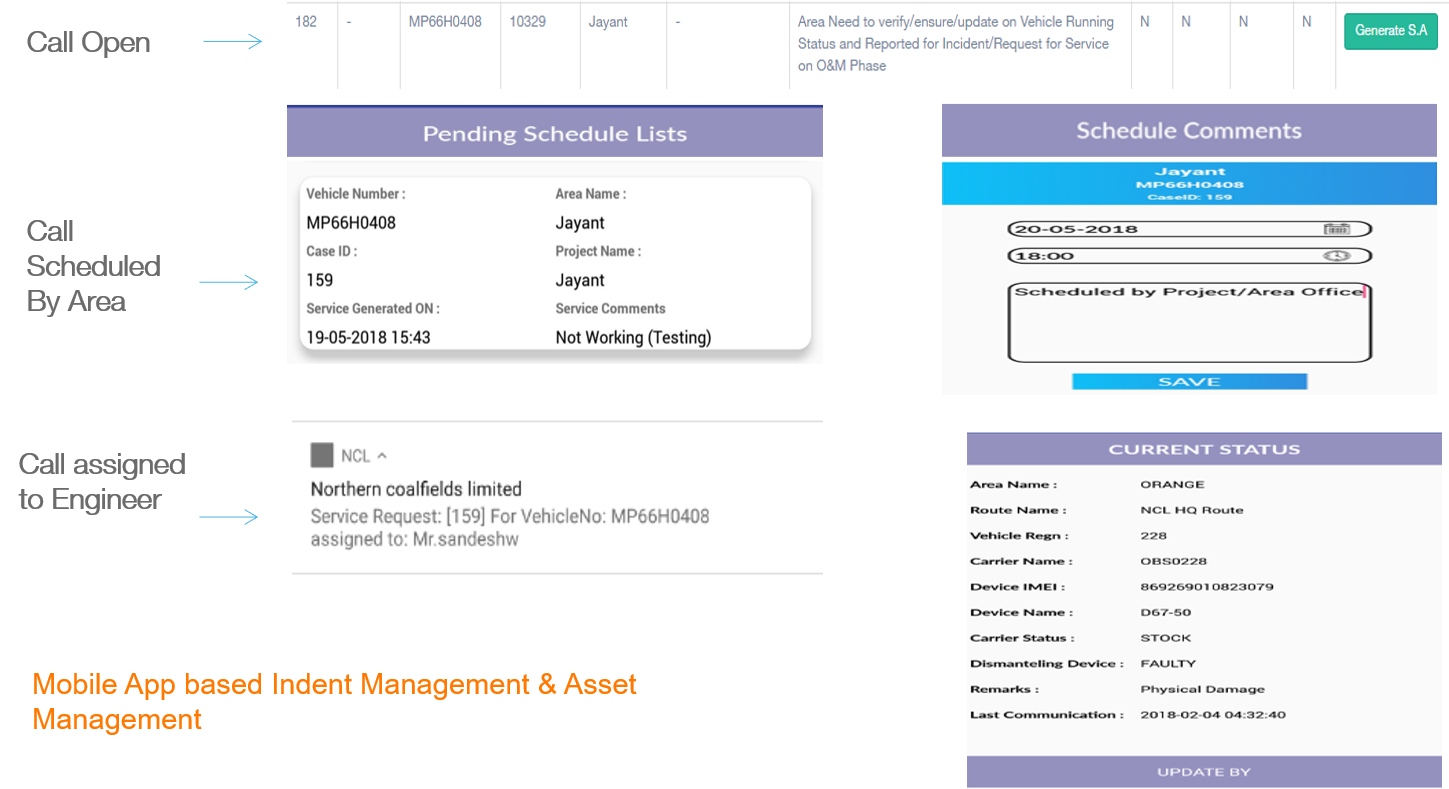 Call Open
182 - MP66H0408 10329 Jayant - Area Need to verify/ensure/update on Vehicle Running N N N N Generate S.A
Status and Reported for Incident/Request for Service
on O&M Phase
Call
Scheduled
By Area
Pending Schedule Lists
Vehicle Number : Area Name :
MP66H0408 Jayant
Case ID : Project Name :
159 Jayant
Service Generated ON : Service Comments
19-05-2018 15:43 Not Working (Testing)
Schedule Comments
Jayant
MP66H0408
CaseID: 159
20-05-2018
18:00
Scheduled by Project/Area Office
SAVE
Call assigned
to Engineer
NCL
Northern coalfields limited
Service Request: [159] For VehicleNo: MP66H0408
assigned to: Mr.sandeshw
CURRENT STATUS
Area Name : ORANGE
Route Name : NCL HQ Route
Vehicle Regn : 228
Carrier Name : OBS0228
Device IMEI : 869269010823079
Device Name : D67-50
Carrier Status : STOCK
Dismanteling Device : FAULTY
Remarks : Physical Damage
Last Communication : 2018-02-04 04:32:40
UPDATE BY
Mobile App based Indent Management & Asset
Management